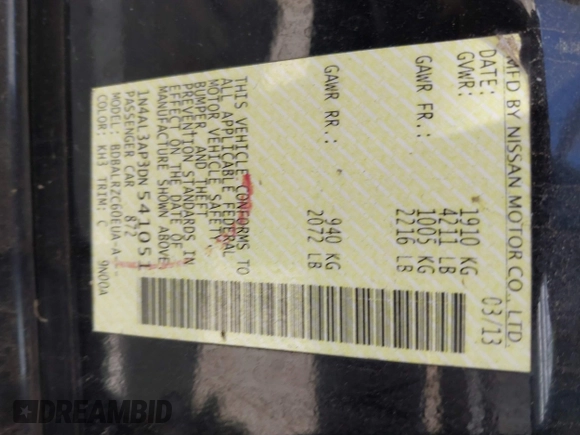 MFD BY NISSAN MOTOR CO., LTD.
DATE: 03/13
GVWR: 1910 KG
4211 LB
GAWR FR.: 1005 KG
2216 LB
GAWR RR.: 940 KG
2072 LB
THIS VEHICLE CONFORMS TO
ALL APPLICABLE FEDERAL
MOTOR VEHICLE SAFETY
BUMPER, AND THEFT
PREVENTION STANDARDS IN
EFFECT ON THE DATE OF
MANUFACTURE SHOWN ABOVE
1N4AL3AP3DN541051
PASSENGER CAR 872
MODEL: BDBALRZC60EUA-A-
COLOR: KH3 TRIM: C 9N00A
DREAMBID